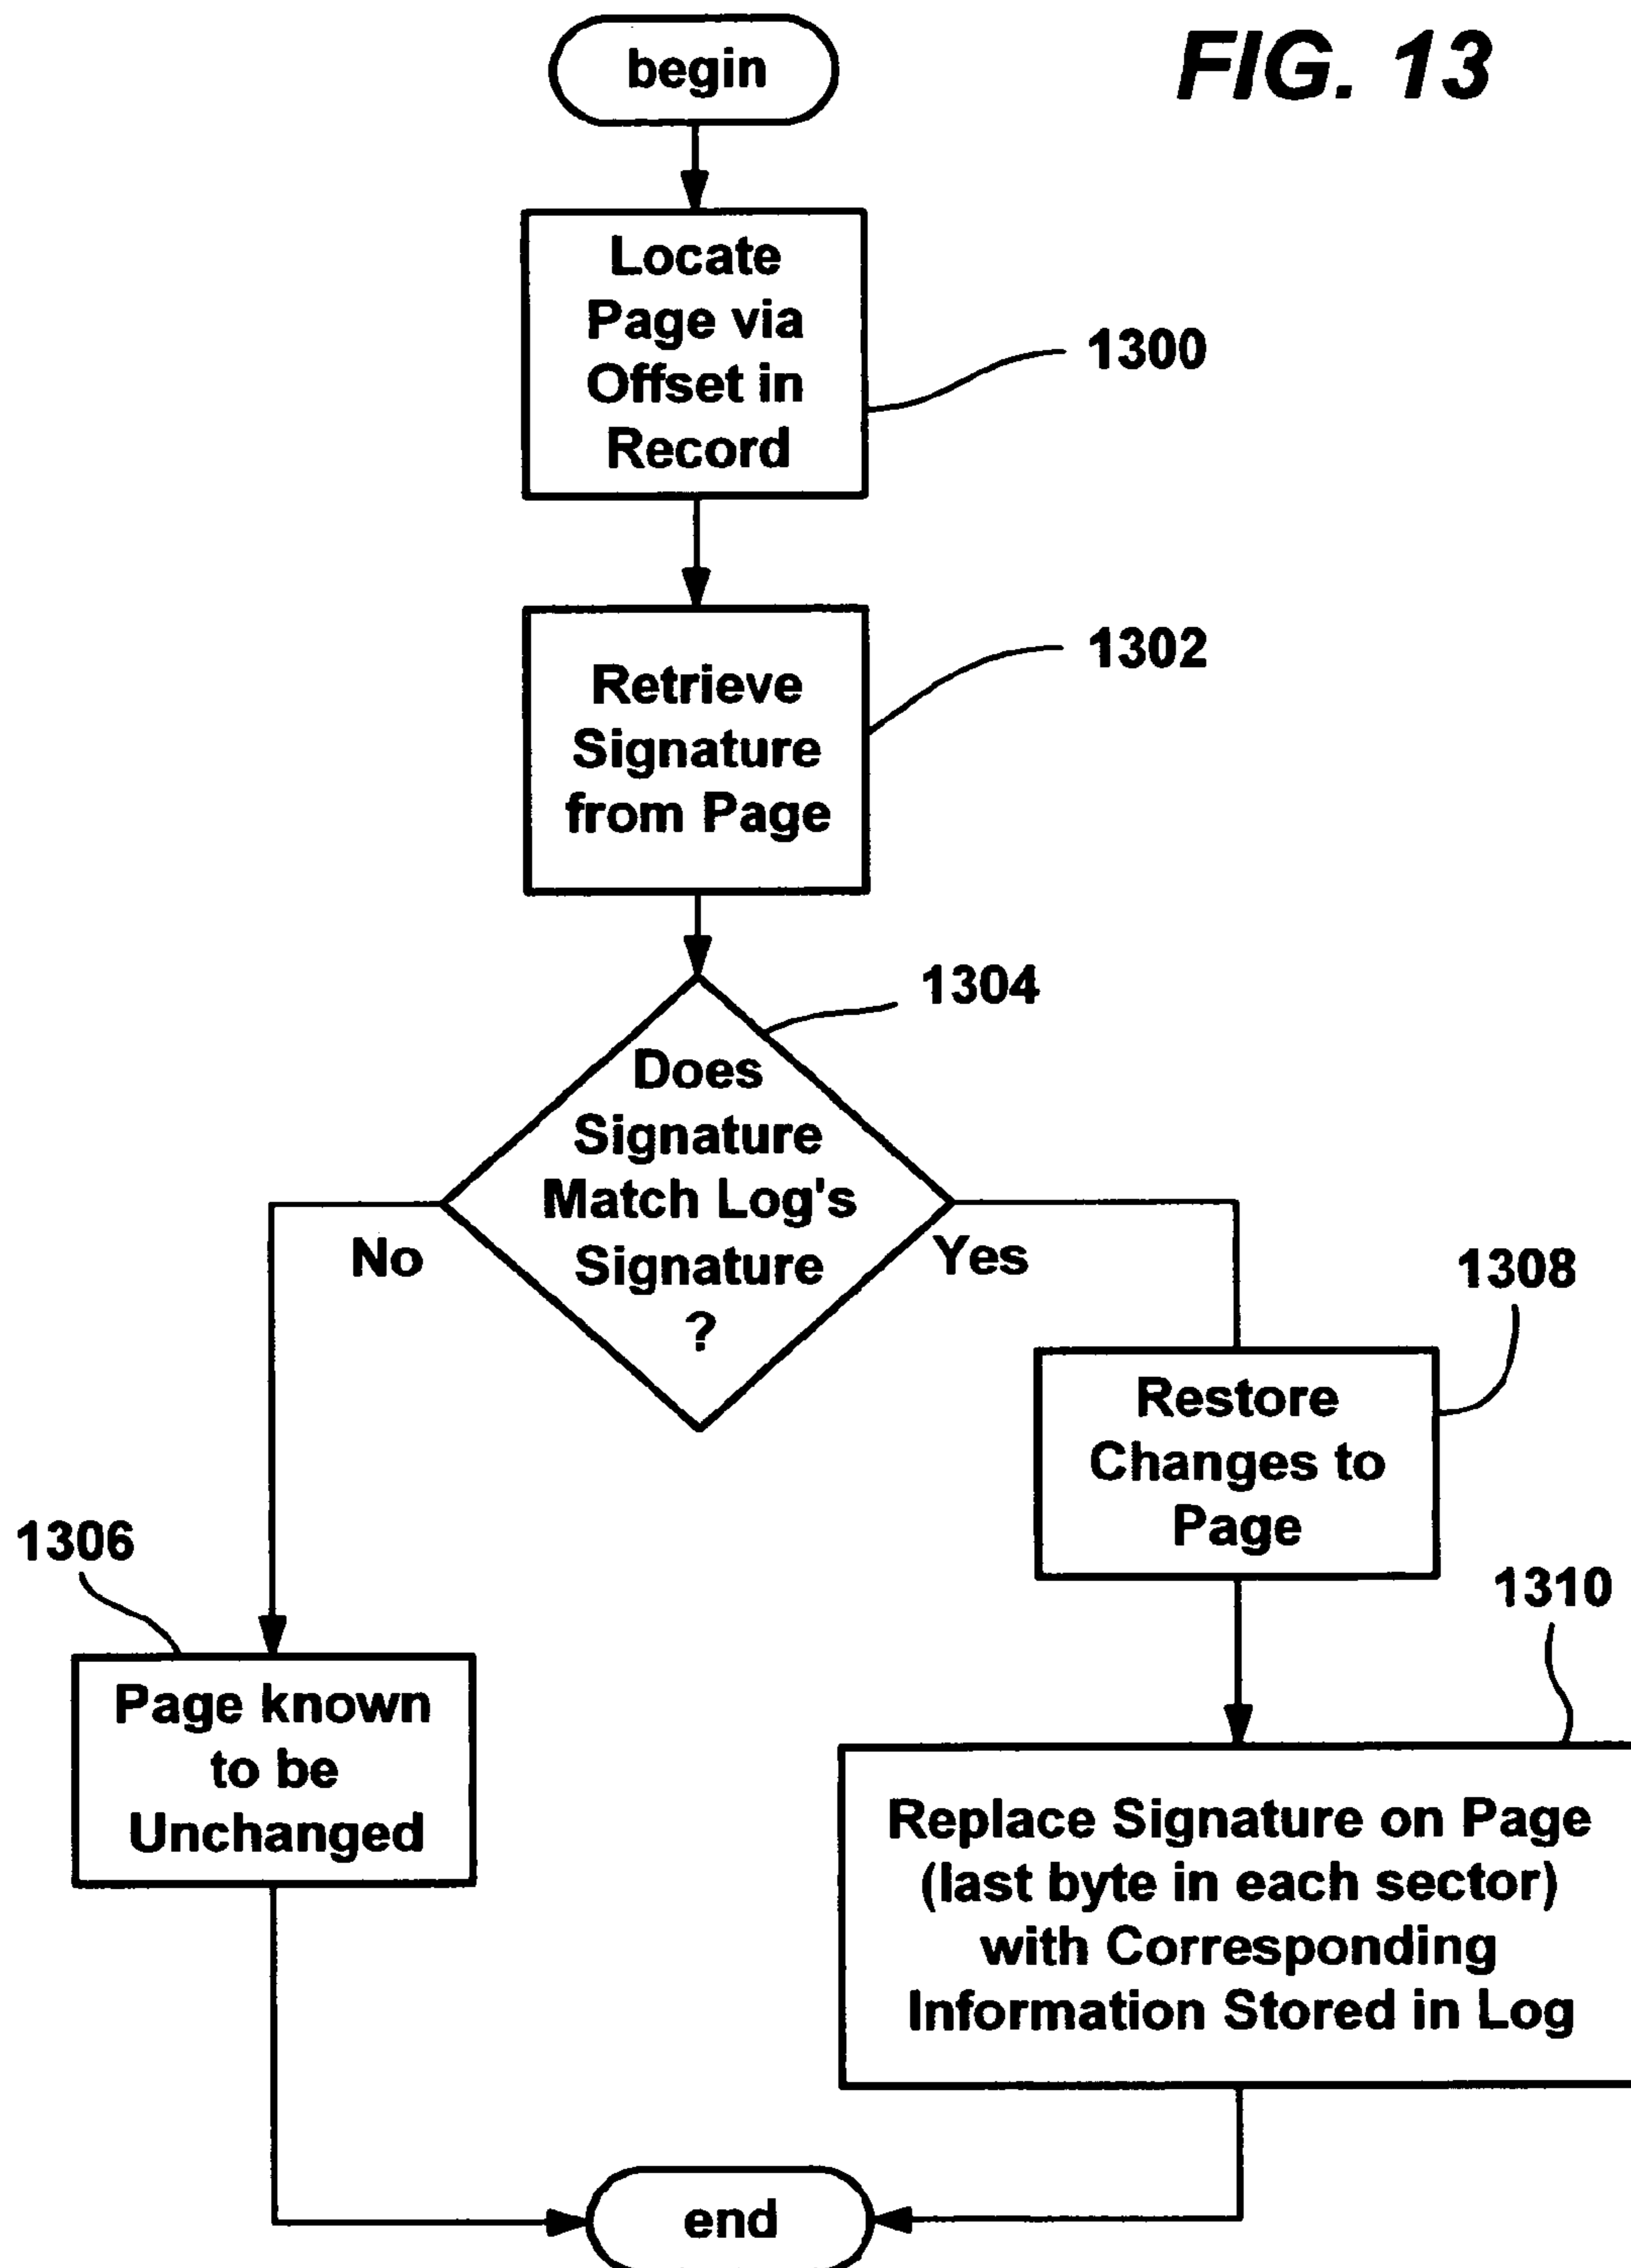 FIG. 13
begin
Locate
Page via
Offset in
Record
1300
Retrieve
Signature
from Page
1302
1304
Does
Signature
Match Log's
Signature
?
No
Yes
1308
Restore
Changes to
Page
1306
Page known
to be
Unchanged
1310
Replace Signature on Page
(last byte in each sector)
with Corresponding
Information Stored in Log
end